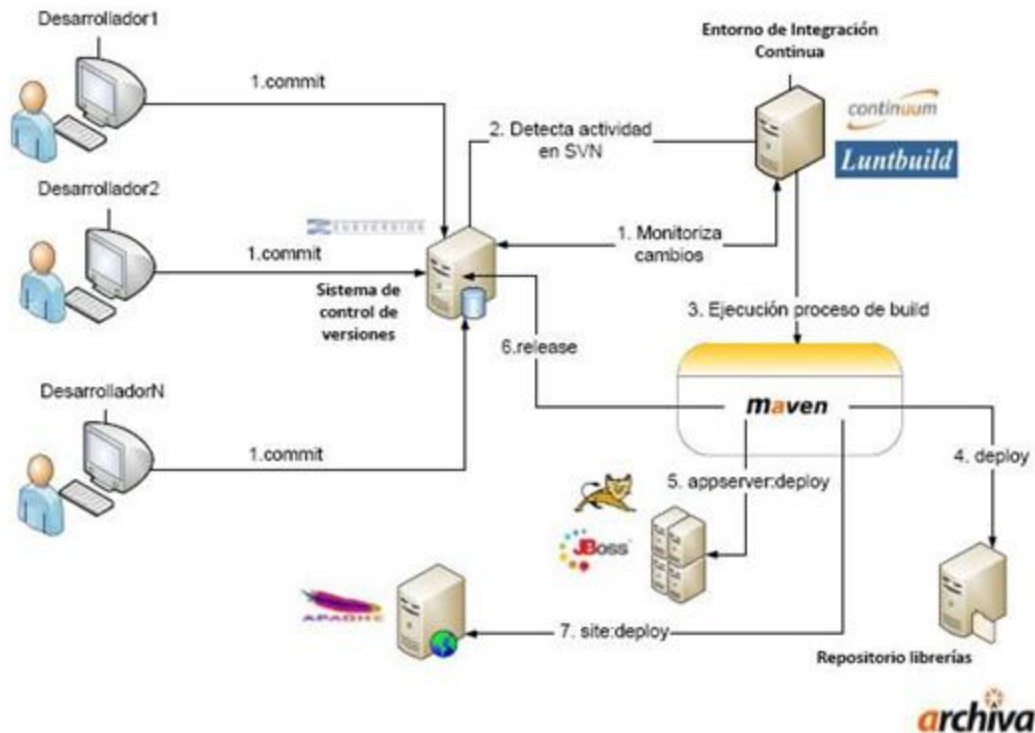 Desarrollador1
1.commit
Entorno de Integración
Continua
continuum
Luntbuild
2. Detecta actividad
en SVN
Desarrollador2
1.commit
SUBVERSION
Sistema de
control de
versiones
1. Monitoriza
cambios
3. Ejecución proceso de build
6.release
maven
DesarrolladorN
1.commit
4. deploy
5. appserver:deploy
JBoss
APACHE
7. site:deploy
Repositorio librerías
archiva